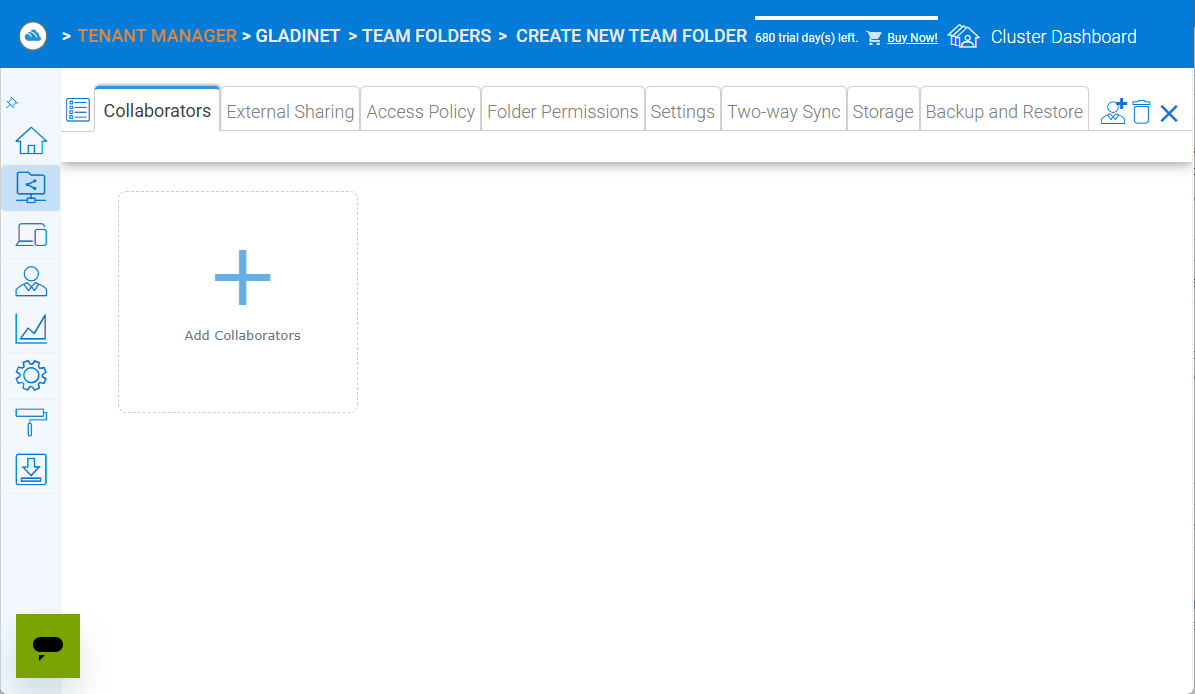 > TENANT MANAGER > GLADINET > TEAM FOLDERS > CREATE NEW TEAM FOLDER 680 trial day(s) left. Buy Now! Cluster Dashboard
Collaborators External Sharing Access Policy Folder Permissions Settings Two-way Sync Storage Backup and Restore
Add Collaborators